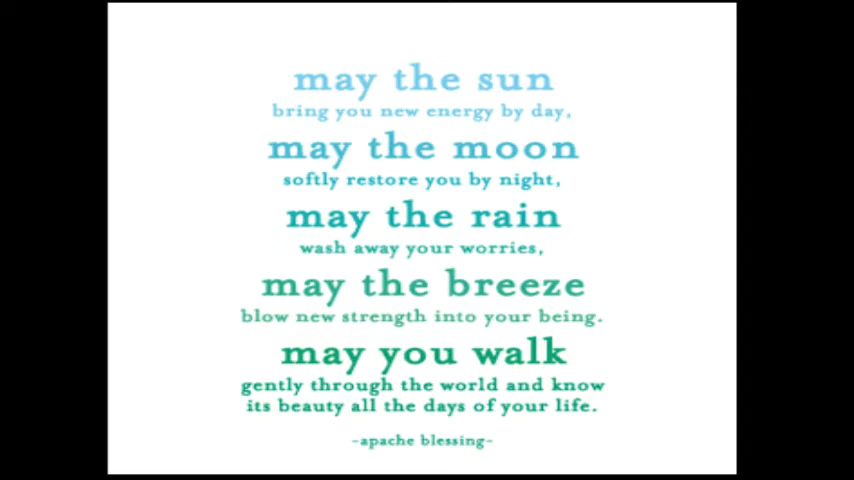 may the sun
bring you new energy by day,
may the moon
softly restore you by night,
may the rain
wash away your worries,
may the breeze
blow new strength into your being.
may you walk
gently through the world and know
its beauty all the days of your life.
-apache blessing-